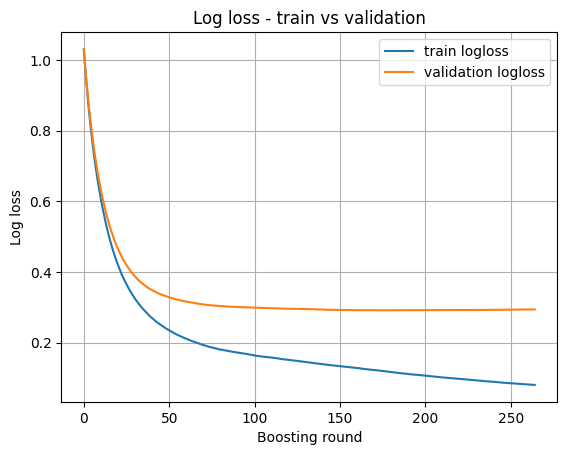 Log loss - train vs validation
train logloss
validation logloss
Log loss
1.0
0.8
0.6
0.4
0.2
0 50 100 150 200 250
Boosting round